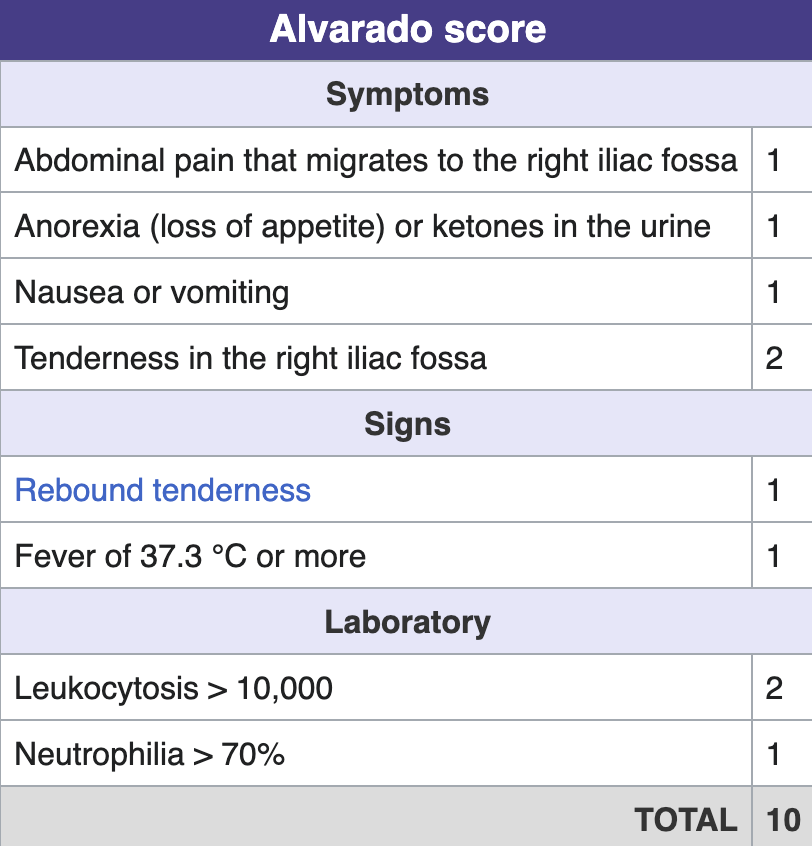 Alvarado score
Symptoms
Abdominal pain that migrates to the right iliac fossa 1
Anorexia (loss of appetite) or ketones in the urine 1
Nausea or vomiting 1
Tenderness in the right iliac fossa 2
Signs
Rebound tenderness 1
Fever of 37.3 °C or more 1
Laboratory
Leukocytosis > 10,000 2
Neutrophilia > 70% 1
TOTAL 10